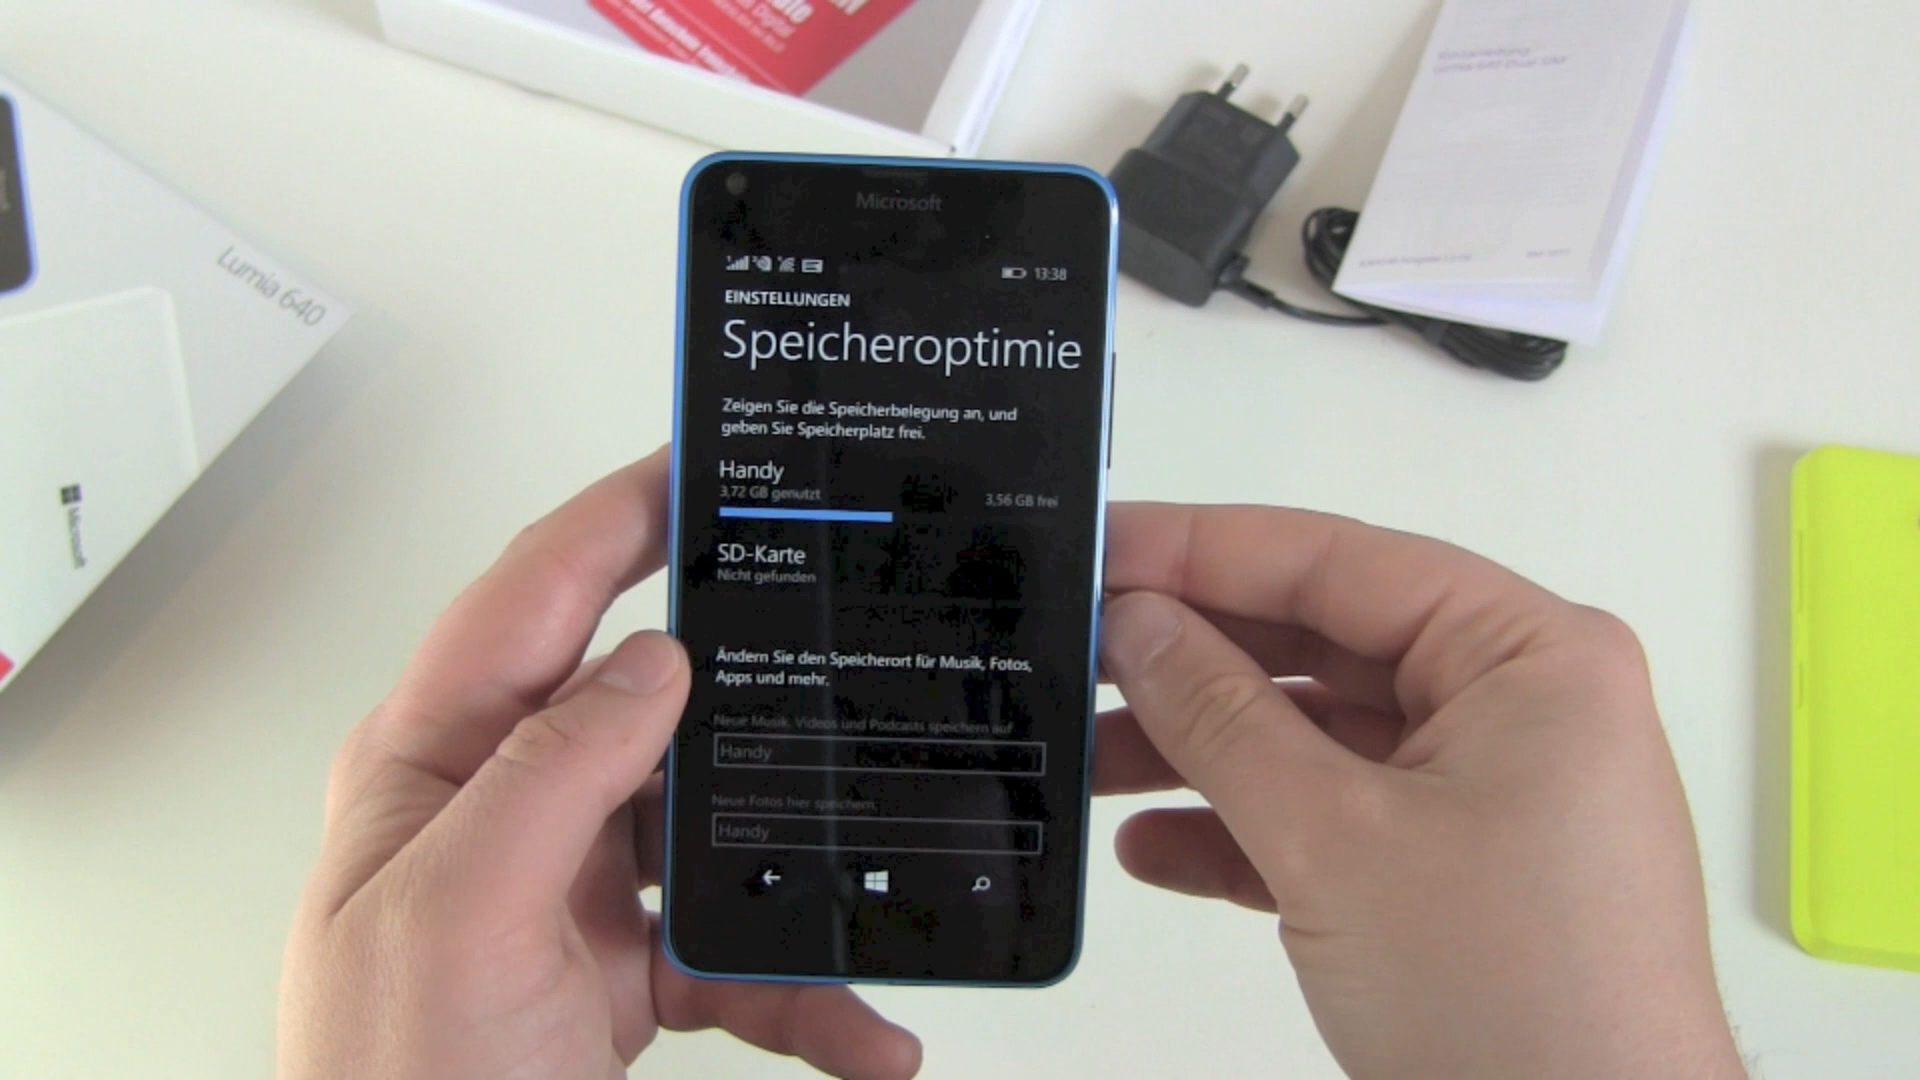 Lumia 640
Microsoft
Microsoft
13:38
EINSTELLUNGEN
Speicheroptimie
Zeigen Sie die Speicherbelegung an, und
geben Sie Speicherplatz frei.
Handy
3,72 GB genutzt
3,56 GB frei
SD-Karte
Nicht gefunden
Ändern Sie den Speicherort für Musik, Fotos,
Apps und mehr.
Neue Musik, Videos und Podcasts speichern auf
Handy
Neue Fotos hier speichern:
Handy